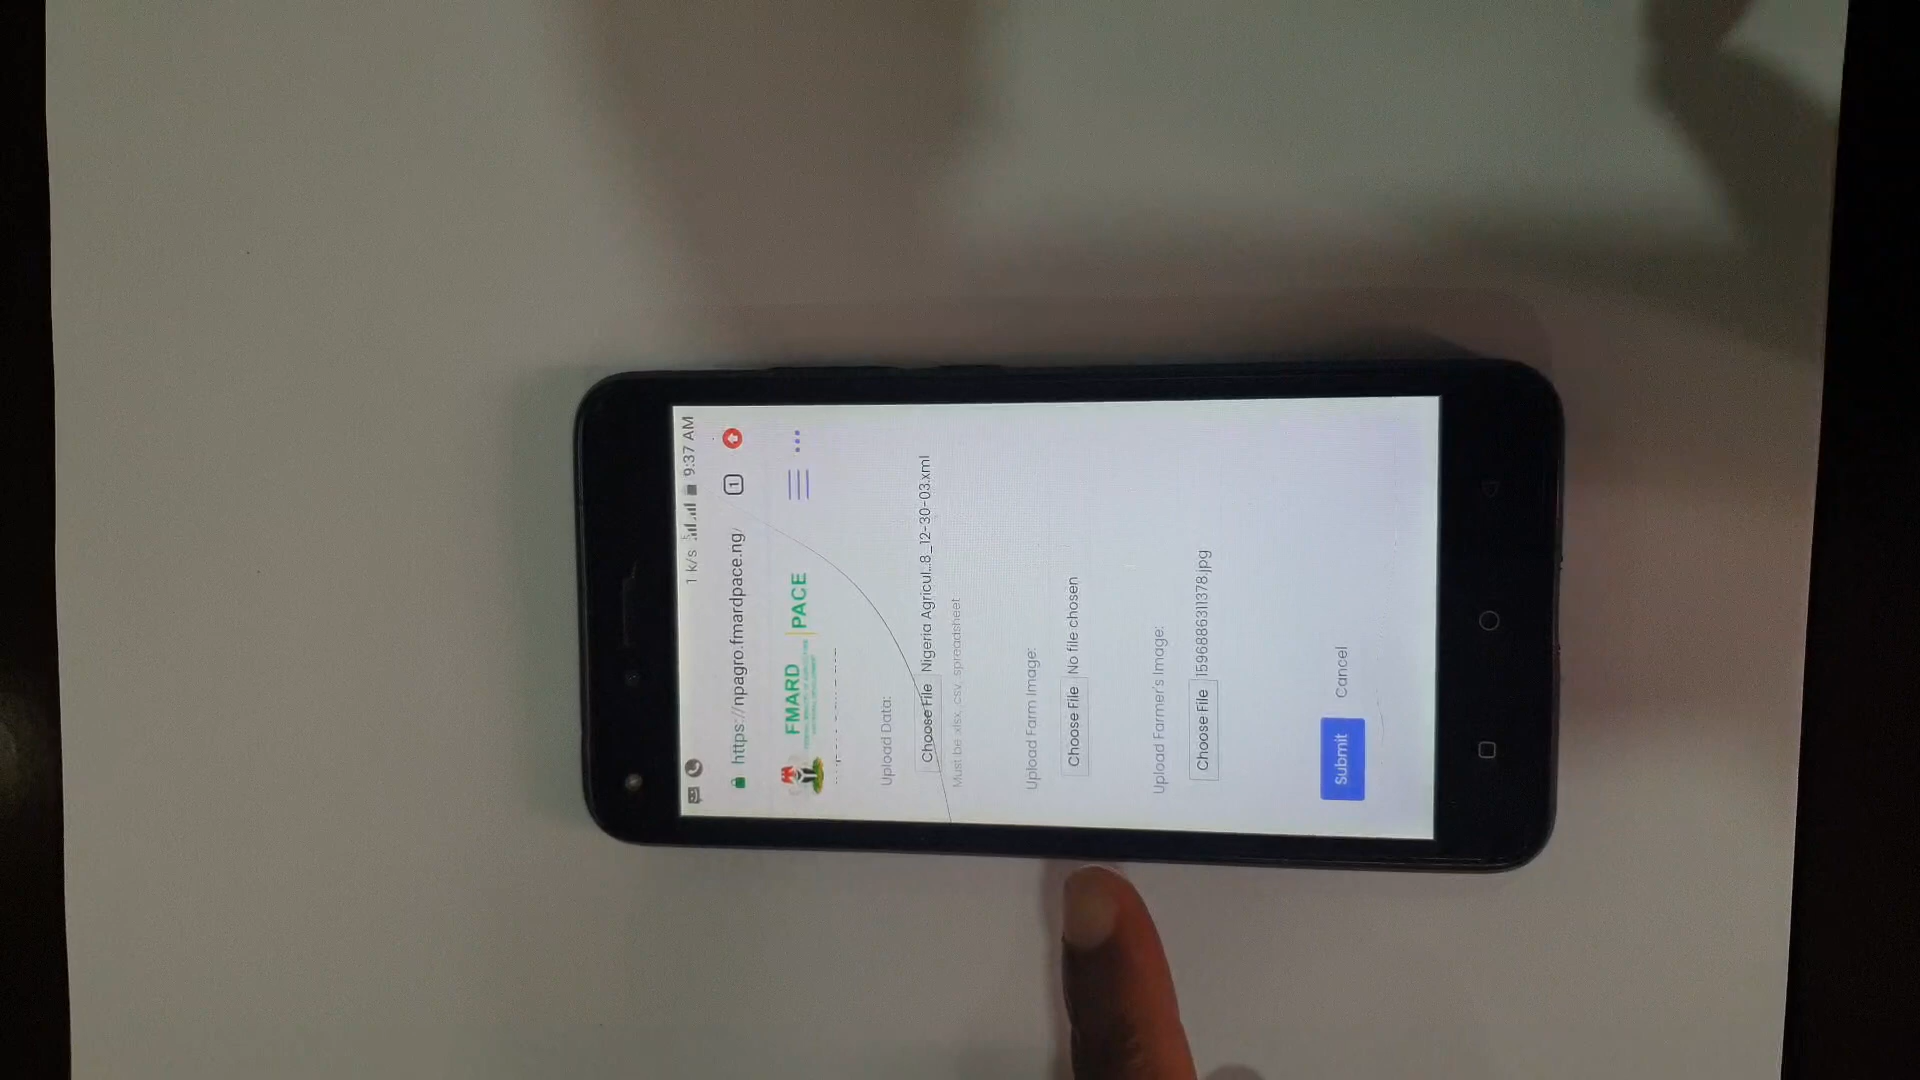 1 k/s 9:37 AM
https://npagro.fmardpace.ng/ 1
FMARD PACE
Upload Data:
Choose File Nigeria Agricul...8_12-30-03.xml
Must be xlsx, csv, spreadsheet
Upload Farm Image:
Choose File No file chosen
Upload Farmer's Image:
Choose File 1596886311378.jpg
Submit Cancel